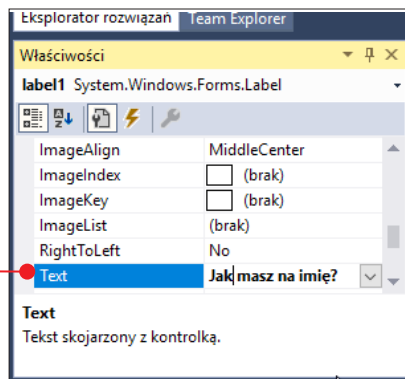 Eksplorator rozwiązań Team Explorer
Właściwości
label1 System.Windows.Forms.Label
ImageAlign MiddleCenter
ImageIndex (brak)
ImageKey (brak)
ImageList (brak)
RightToLeft No
Text Jak masz na imię?
Text
Tekst skojarzony z kontrolką.